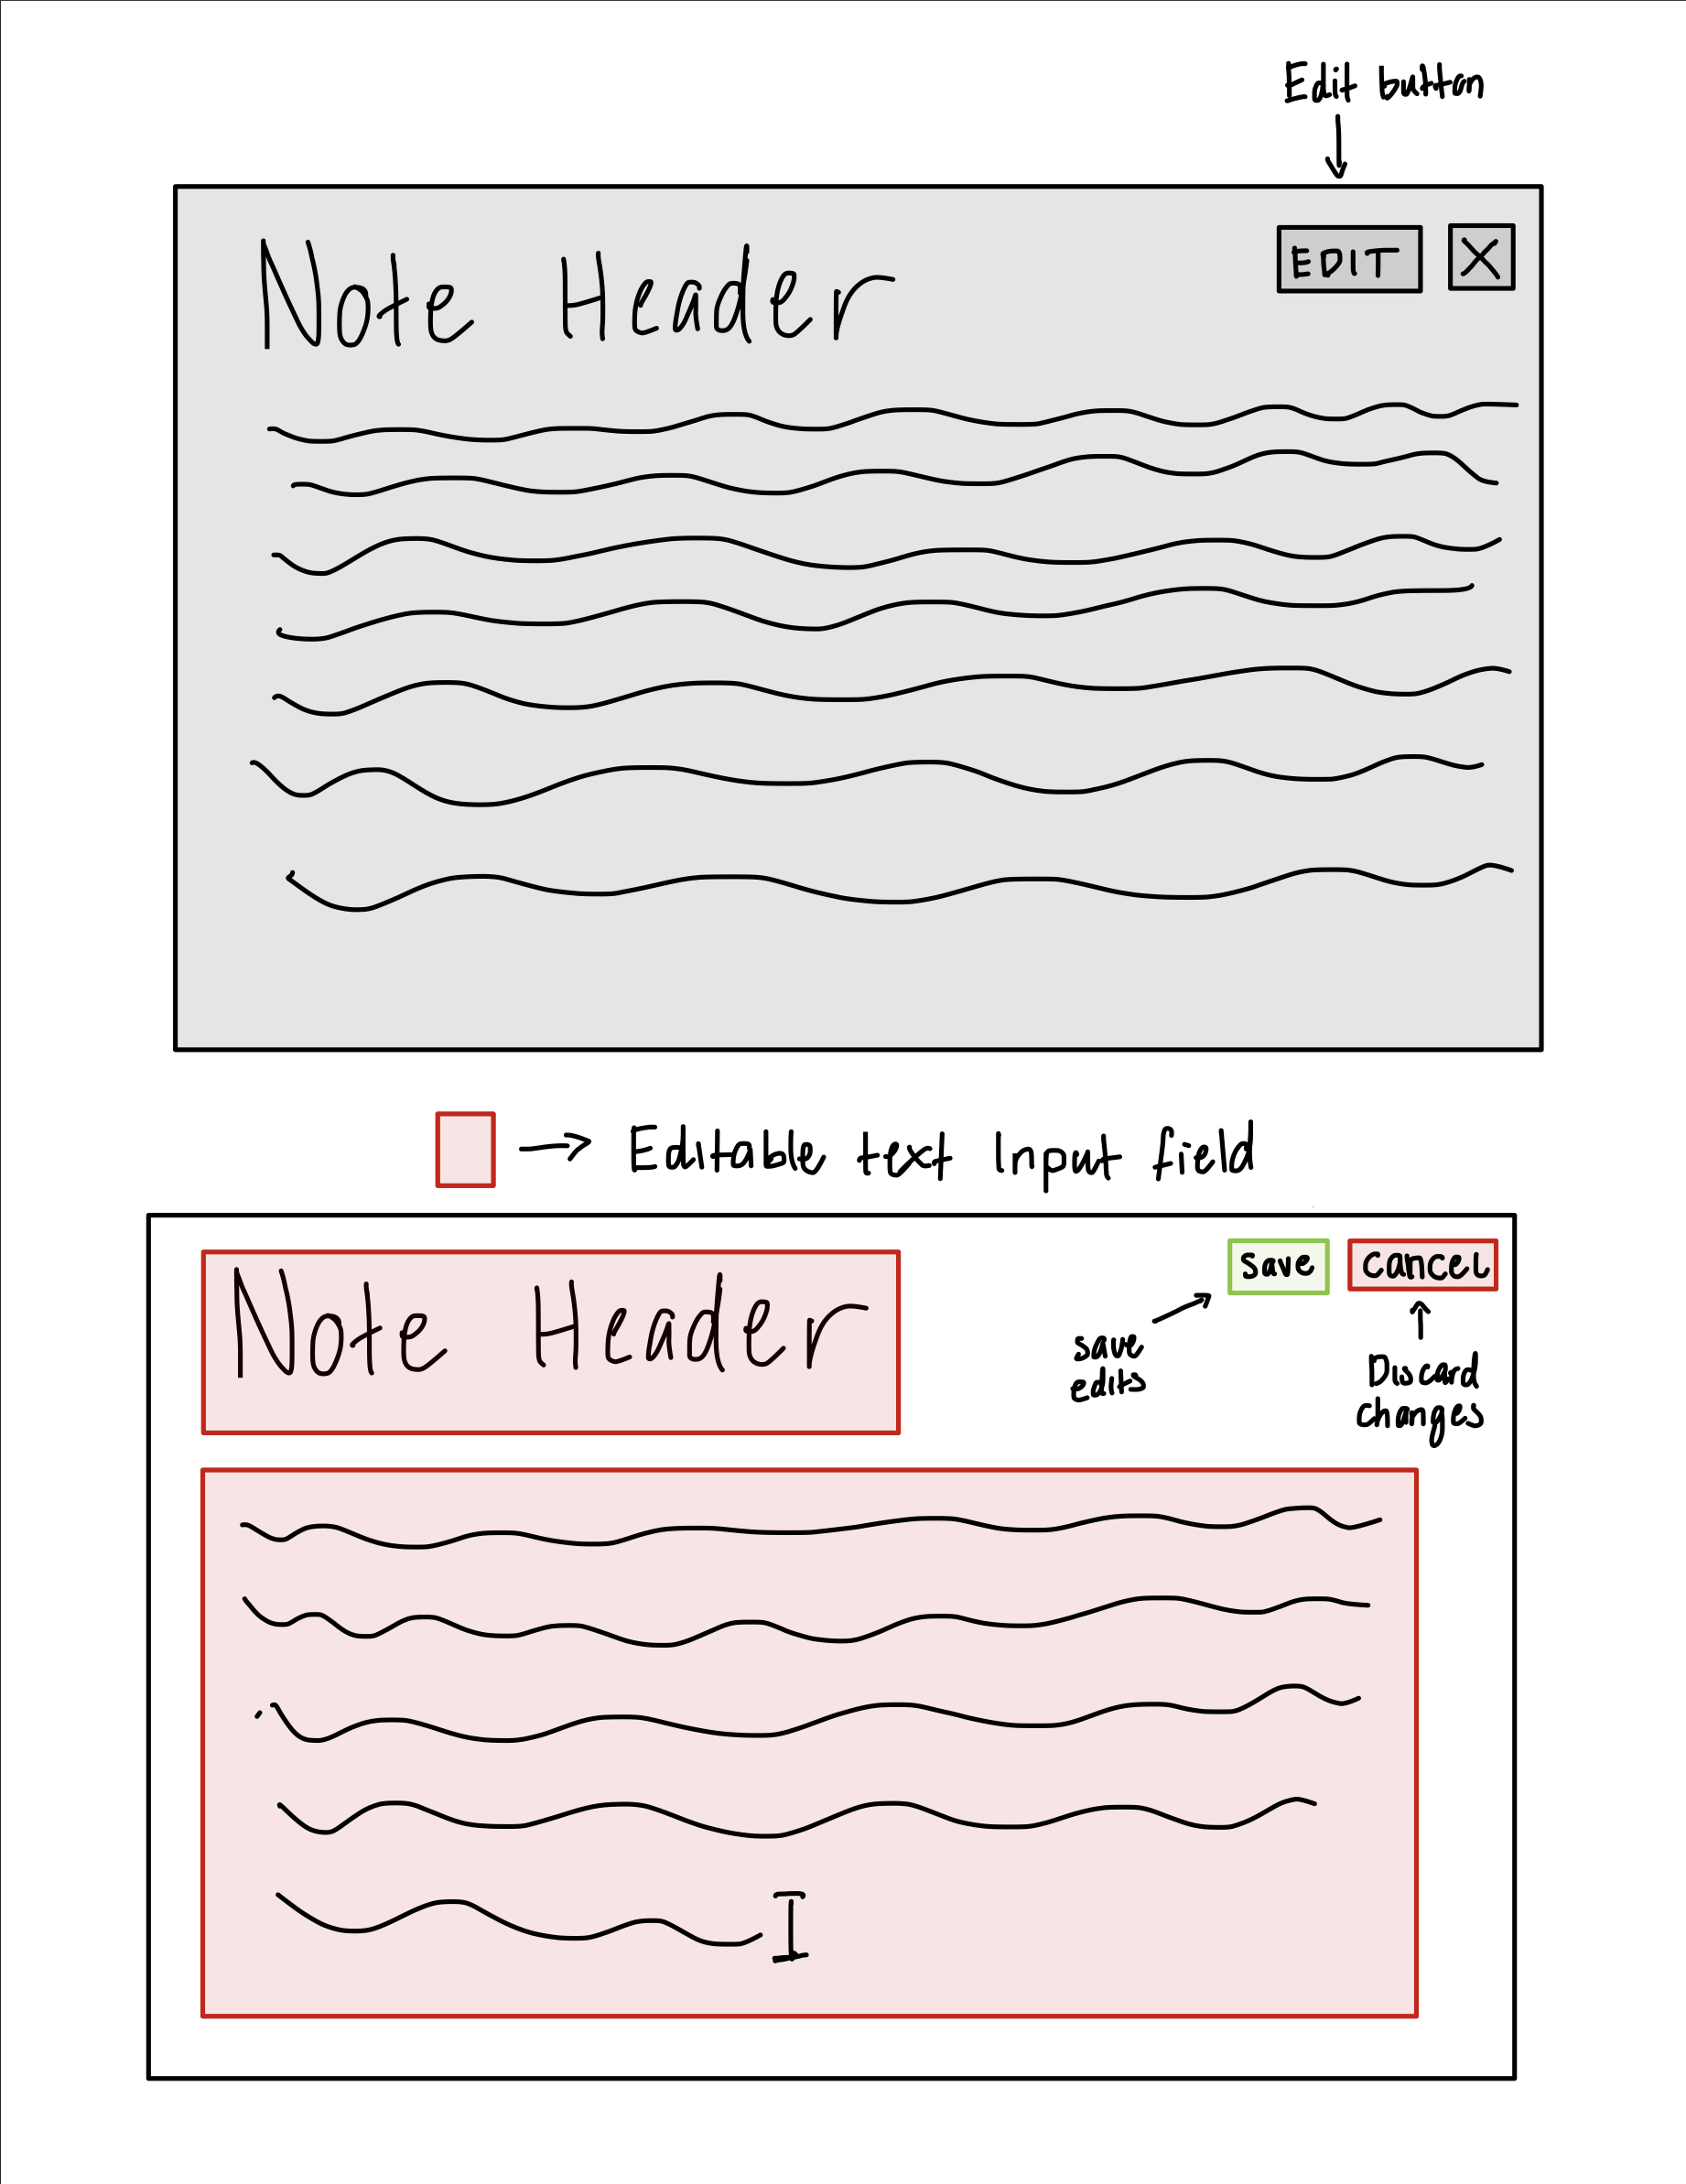 Edit button
Note Header
EDIT X
Editable text Input field
Note Header
save cancel
save
edits
Discard
changes